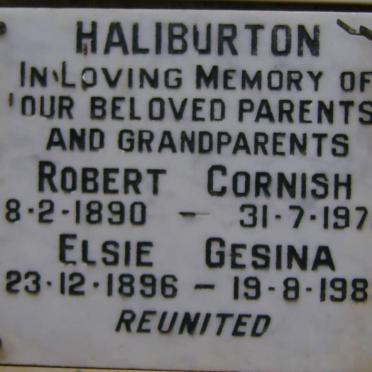 HALIBURTON
IN LOVING MEMORY OF
OUR BELOVED PARENTS
AND GRANDPARENTS
ROBERT CORNISH
8·2·1890 – 31·7·197
ELSIE GESINA
23·12·1896 – 19·8·198
REUNITED